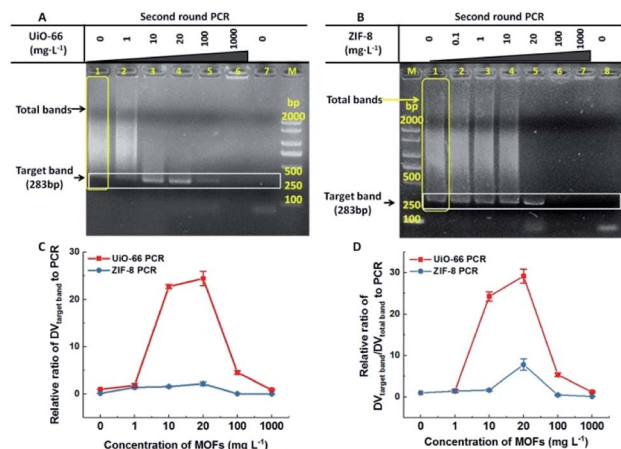 A
Second round PCR
UiO-66
(mg·L⁻¹)
0 1 10 20 100 1000 0
1 2 3 4 5 6 7 M
Total bands
bp
2000
Target band
(283bp)
500
250
100
B
Second round PCR
ZIF-8
(mg·L⁻¹)
0 0.1 1 10 20 100 1000 0
M 1 2 3 4 5 6 7 8
Total bands
bp
2000
500
Target band
(283bp)
250
100
C
Relative ratio of DVtarget band to PCR
UiO-66 PCR
ZIF-8 PCR
30
20
10
0
0 1 10 20 100 1000
Concentration of MOFs (mg L⁻¹)
D
Relative ratio of
DVtarget band/DVtotal band to PCR
UiO-66 PCR
ZIF-8 PCR
30
20
10
0
0 1 10 20 100 1000
Concentration of MOFs (mg L⁻¹)